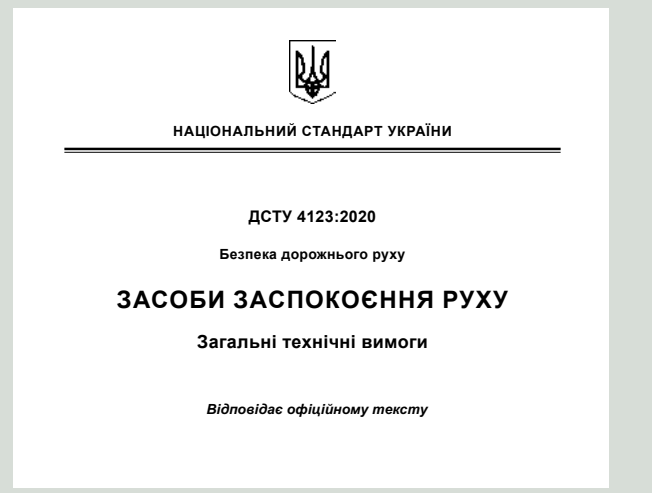 НАЦІОНАЛЬНИЙ СТАНДАРТ УКРАЇНИ
ДСТУ 4123:2020
Безпека дорожнього руху
ЗАСОБИ ЗАСПОКОЄННЯ РУХУ
Загальні технічні вимоги
Відповідає офіційному тексту